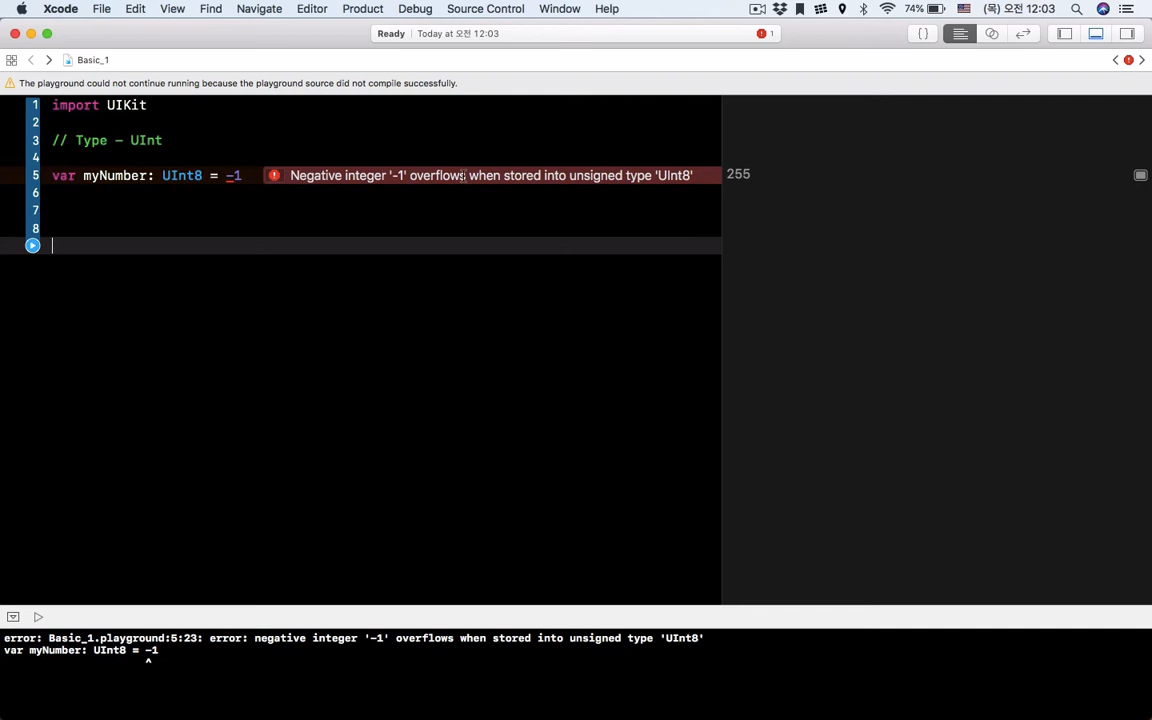 Xcode File Edit View Find Navigate Editor Product Debug Source Control Window Help 74% (목) 오전 12:03
Ready Today at 오전 12:03 1
Basic_1
The playground could not continue running because the playground source did not compile successfully.
1 import UIKit
2
3 // Type - UInt
4
5 var myNumber: UInt8 = -1 Negative integer '-1' overflows when stored into unsigned type 'UInt8' 255
6
7
8
error: Basic_1.playground:5:23: error: negative integer '-1' overflows when stored into unsigned type 'UInt8'
var myNumber: UInt8 = -1
^